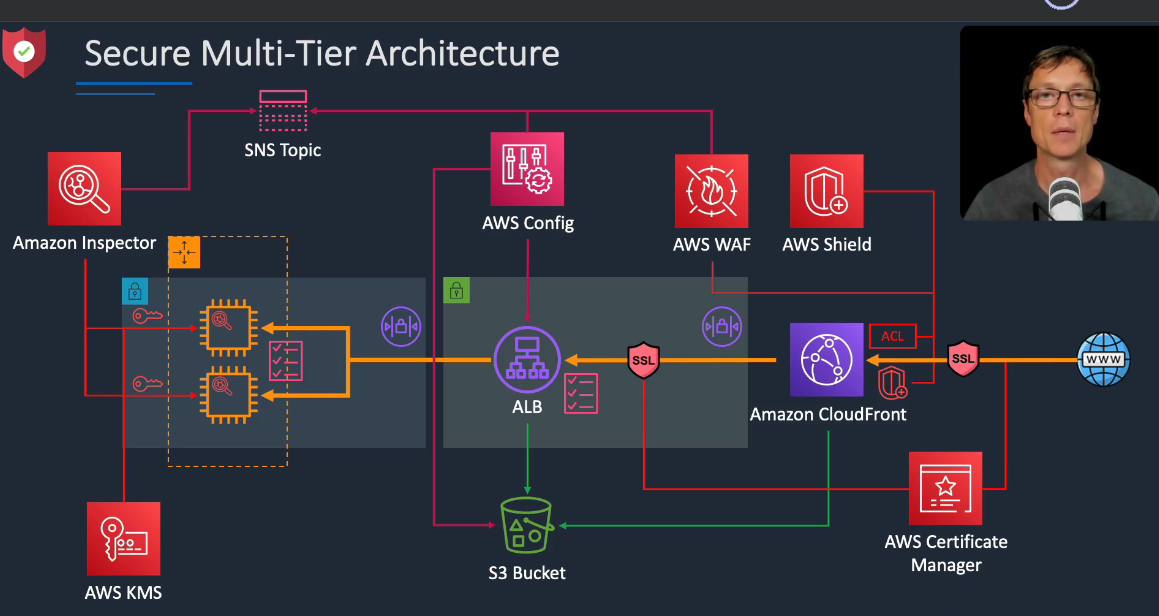 Secure Multi-Tier Architecture
SNS Topic
AWS Config
AWS WAF
AWS Shield
Amazon Inspector
ACL
SSL
SSL
WWW
ALB
Amazon CloudFront
S3 Bucket
AWS Certificate
Manager
AWS KMS